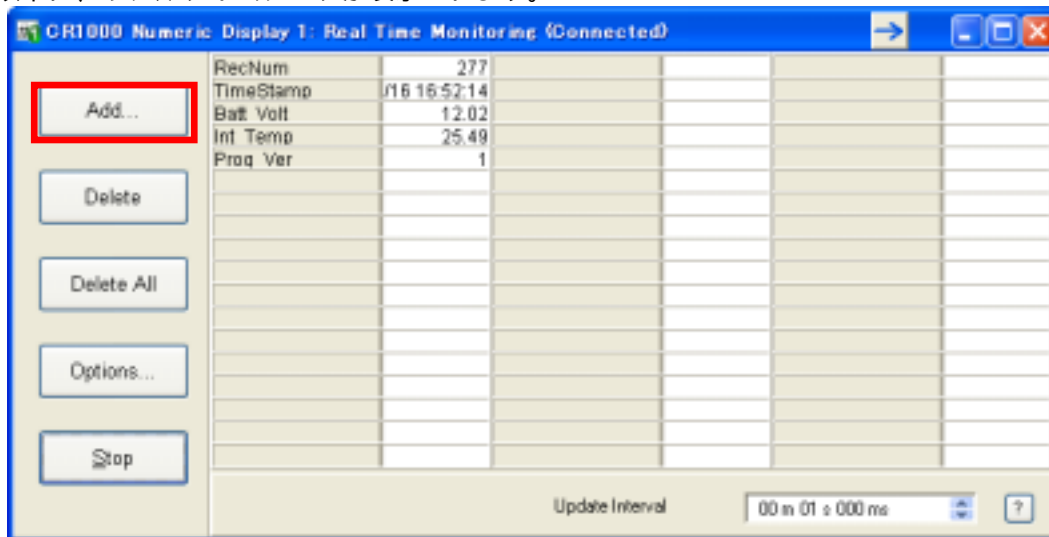 CR1000 Numeric Display 1: Real Time Monitoring (Connected)
Add...
Delete
Delete All
Options...
Stop
RecNum 277
TimeStamp /16 16:52:14
Batt Volt 12.02
Int Temp 25.49
Prog Ver 1
Update Interval 00 m 01 s 000 ms
?